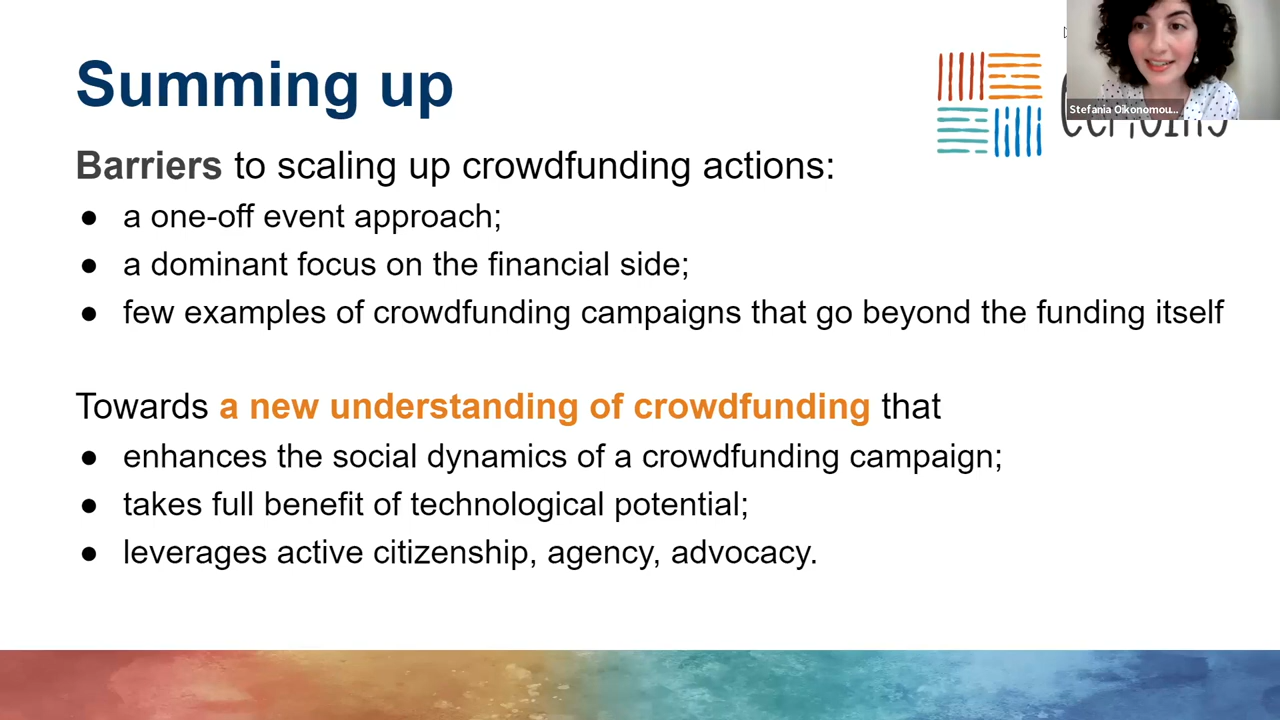 Summing up
Stefania Oikonomou...
Barriers to scaling up crowdfunding actions:
● a one-off event approach;
● a dominant focus on the financial side;
● few examples of crowdfunding campaigns that go beyond the funding itself
Towards a new understanding of crowdfunding that
● enhances the social dynamics of a crowdfunding campaign;
● takes full benefit of technological potential;
● leverages active citizenship, agency, advocacy.